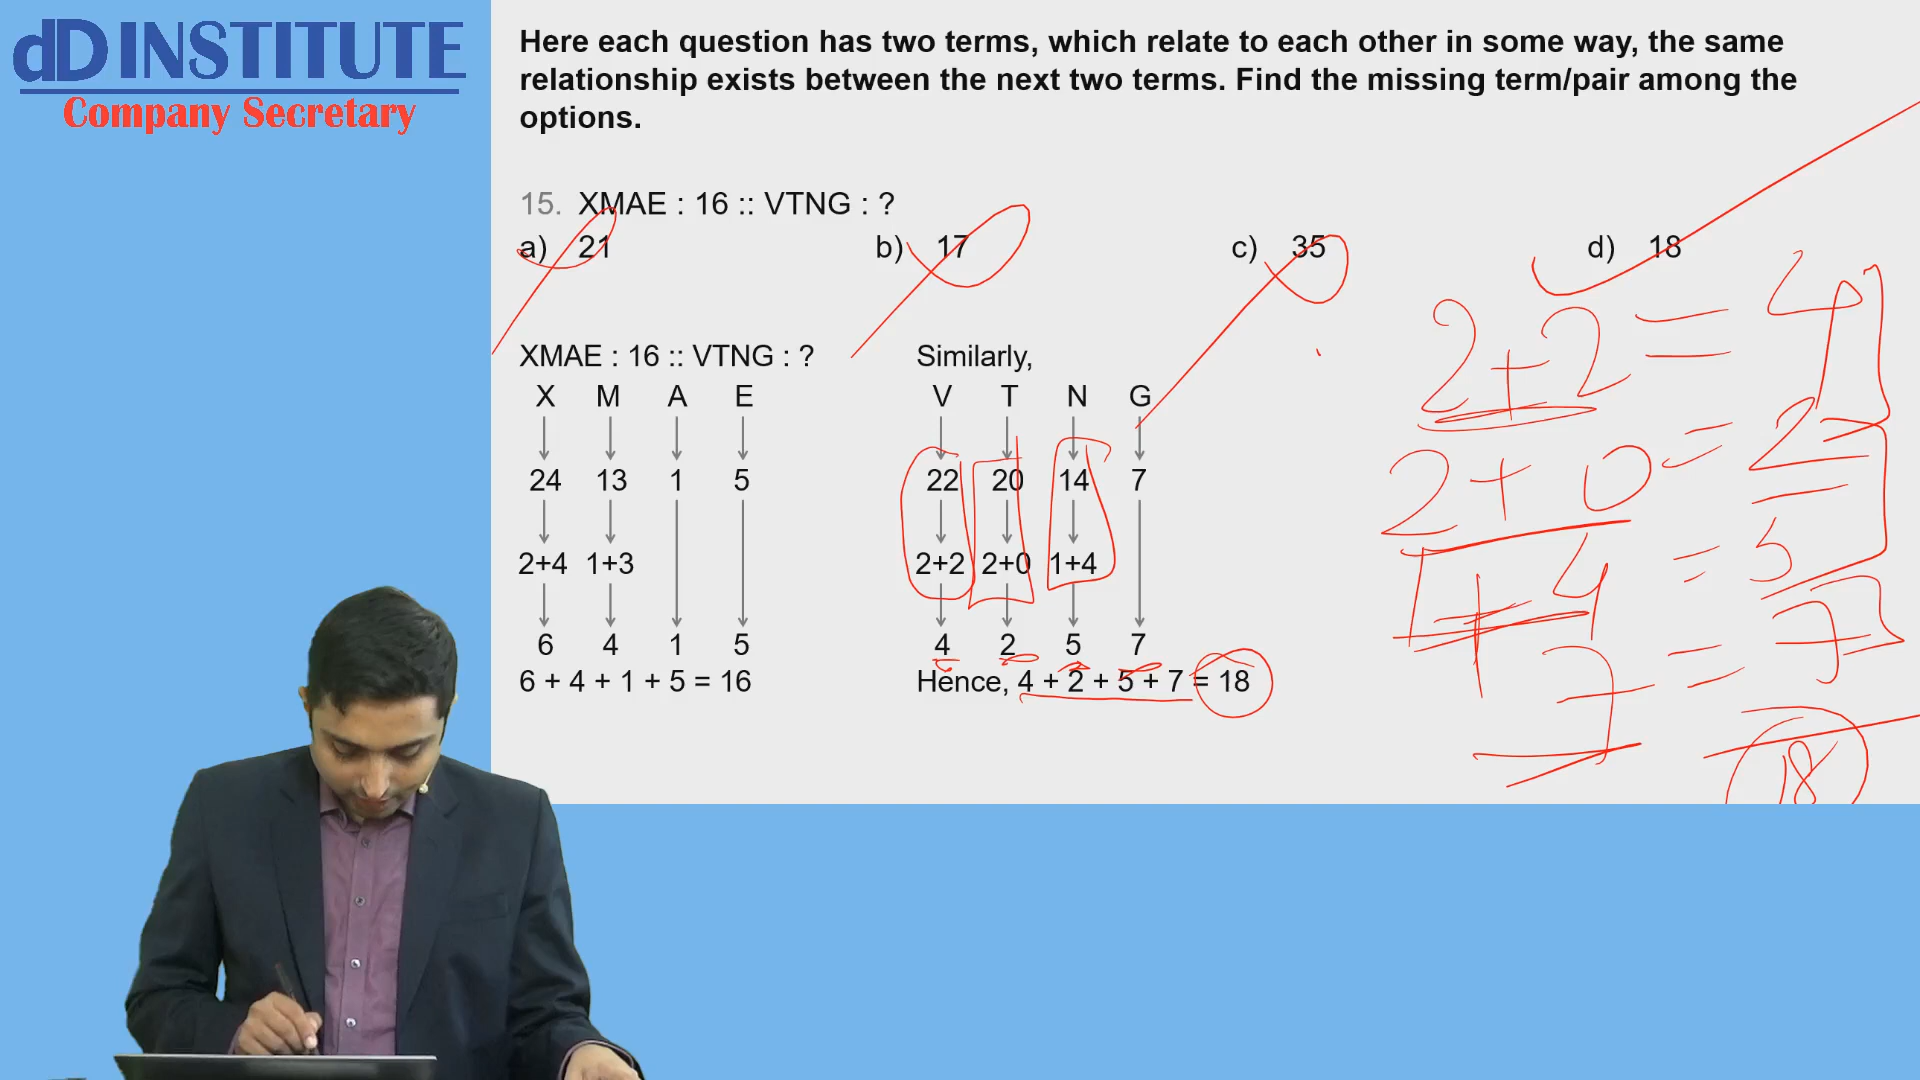 dD INSTITUTE
Company Secretary
Here each question has two terms, which relate to each other in some way, the same
relationship exists between the next two terms. Find the missing term/pair among the
options.
15. XMAE : 16 :: VTNG : ?
a) 21 b) 17 c) 35 d) 18
XMAE : 16 :: VTNG : ?
X M A E
24 13 1 5
2+4 1+3
6 4 1 5
6 + 4 + 1 + 5 = 16
Similarly,
V T N G
22 20 14 7
2+2 2+0 1+4
4 2 5 7
Hence, 4 + 2 + 5 + 7 = 18
2+2 = 4
2+0 = 2
1+4 = 5
7 = 7
18